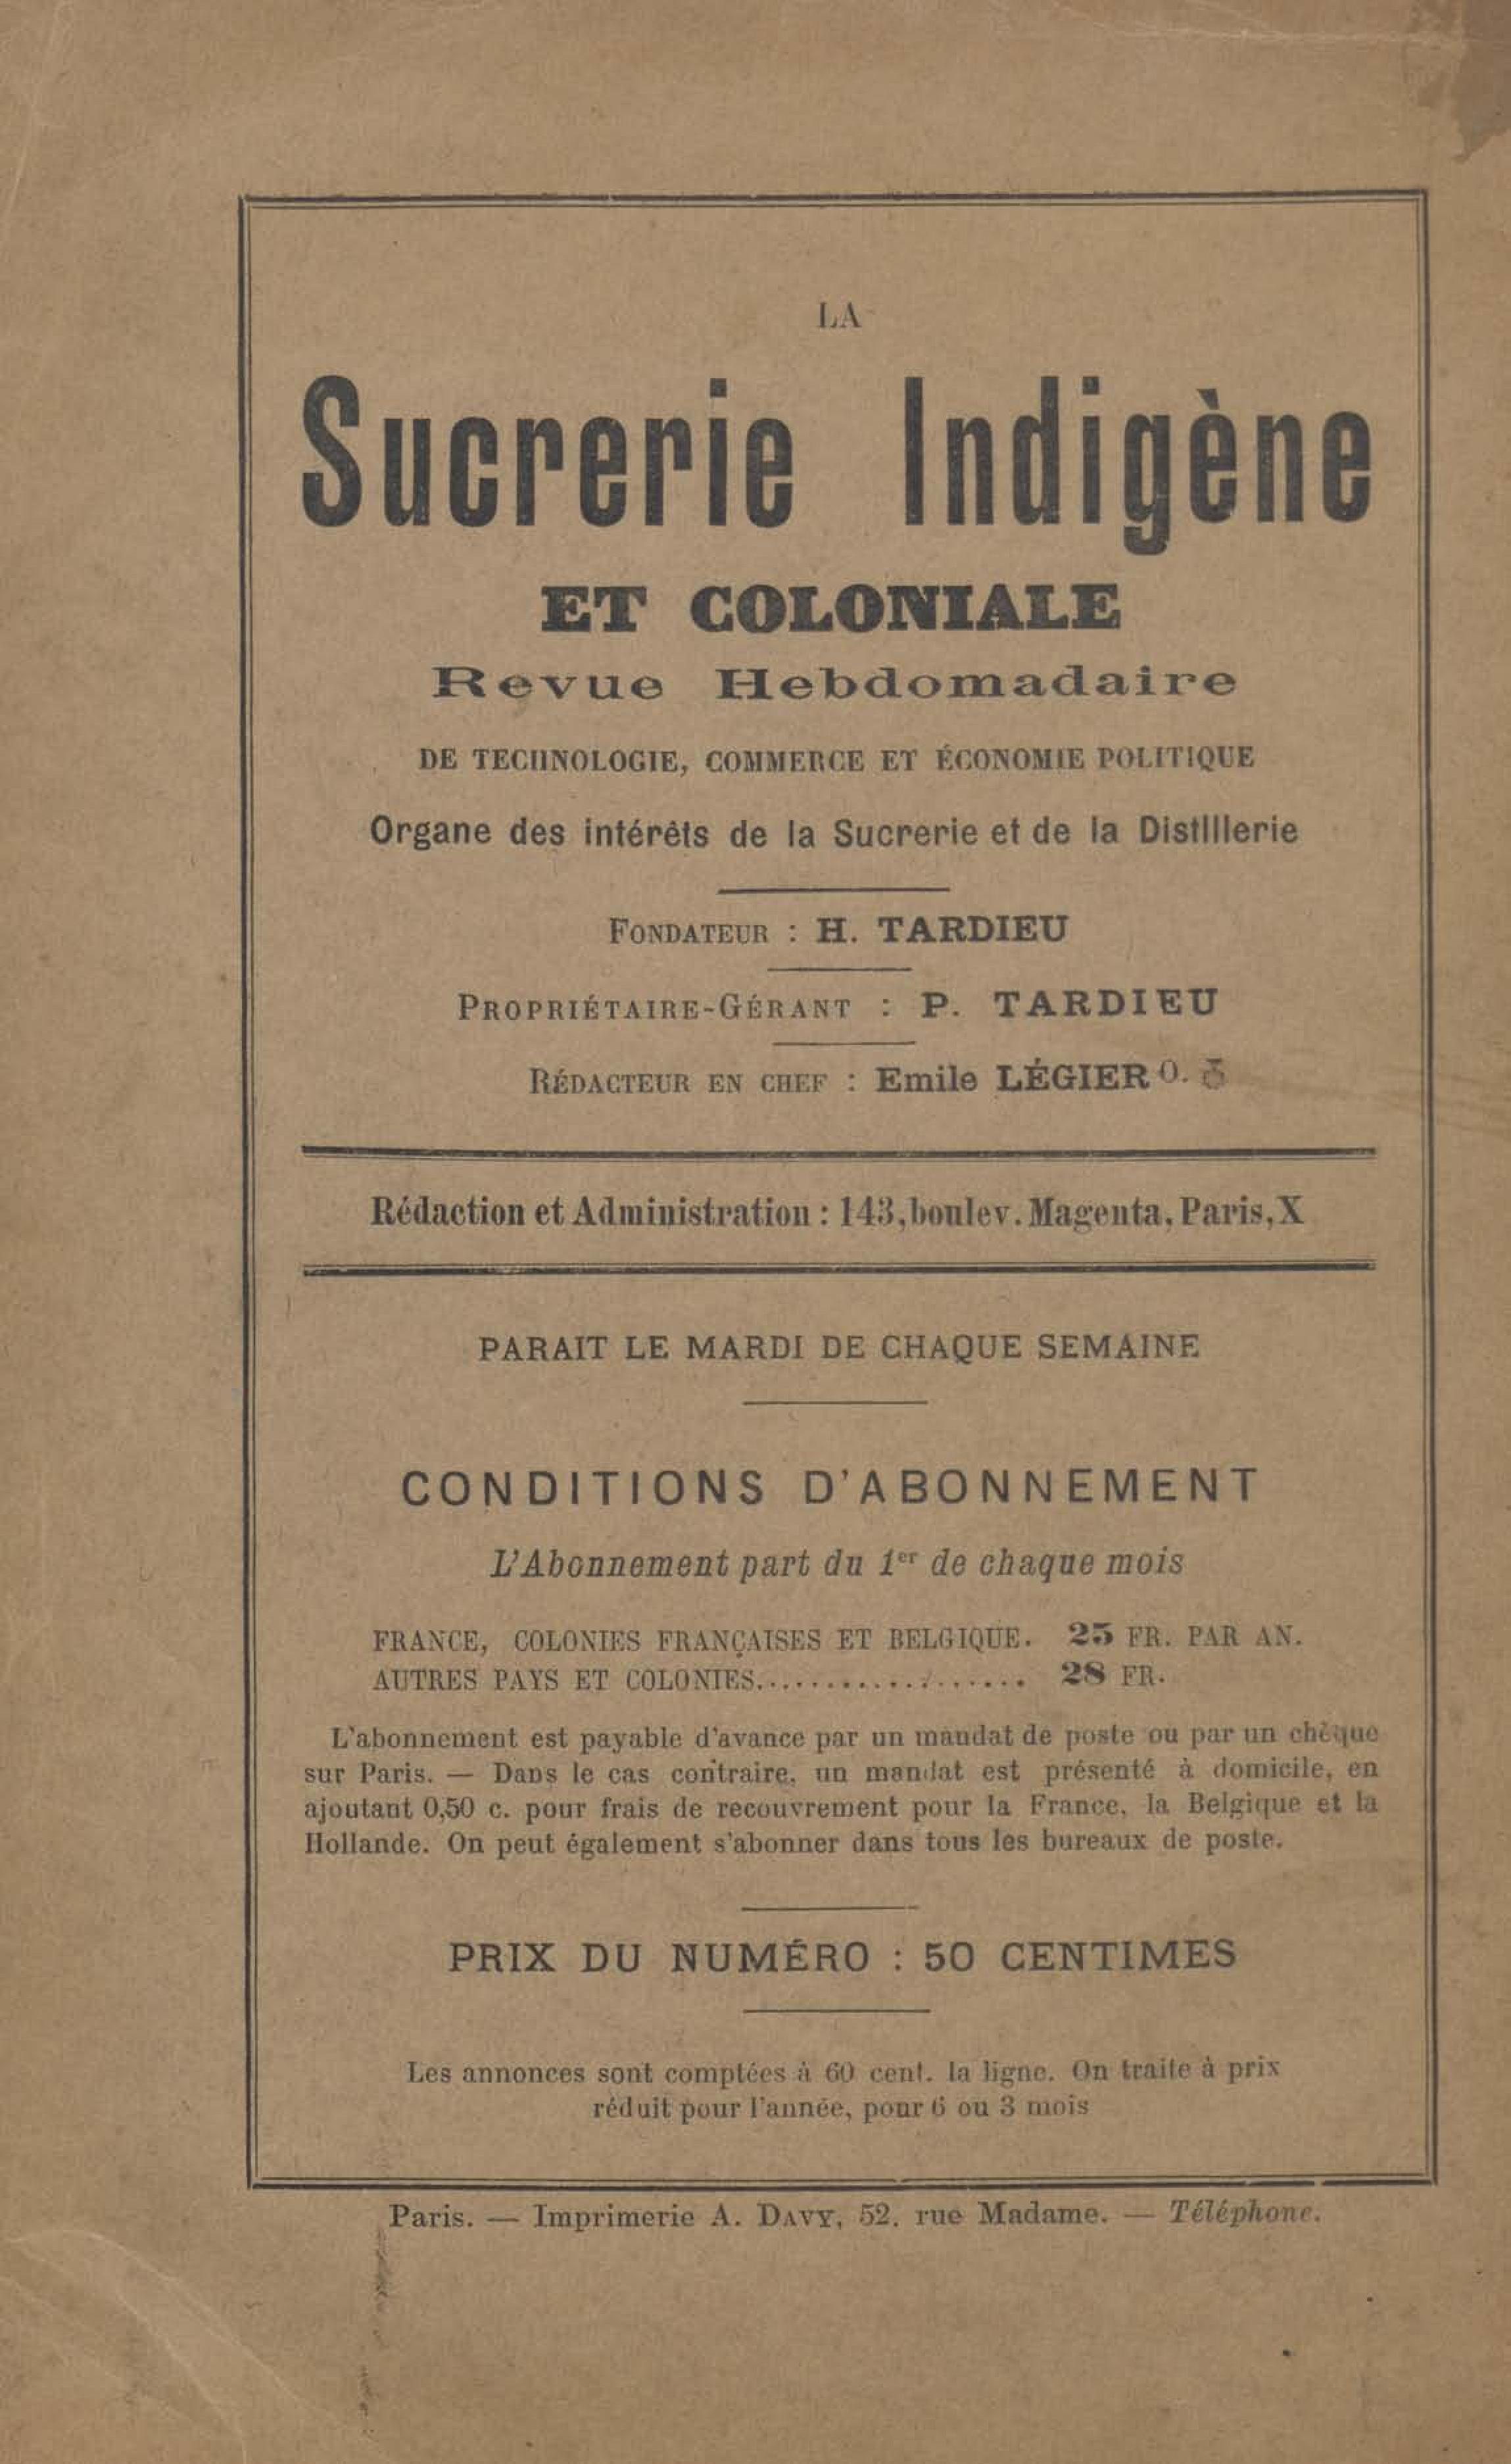 LA
Sucrerie Indigène
ET COLONIALE
Revue Hebdomadaire
DE TECHNOLOGIE, COMMERCE ET ÉCONOMIE POLITIQUE
Organe des intérêts de la Sucrerie et de la Distillerie
FONDATEUR : H. TARDIEU
PROPRIÉTAIRE-GÉRANT : P. TARDIEU
RÉDACTEUR EN CHEF : Emile LÉGIER O.
Rédaction et Administration : 143, boulev. Magenta, Paris, X
PARAIT LE MARDI DE CHAQUE SEMAINE
CONDITIONS D'ABONNEMENT
L'Abonnement part du 1er de chaque mois
FRANCE, COLONIES FRANÇAISES ET BELGIQUE. 25 FR. PAR AN.
AUTRES PAYS ET COLONIES................... 28 FR.
L'abonnement est payable d'avance par un mandat de poste ou par un chèque
sur Paris. — Dans le cas contraire, un mandat est présenté à domicile, en
ajoutant 0,50 c. pour frais de recouvrement pour la France, la Belgique et la
Hollande. On peut également s'abonner dans tous les bureaux de poste.
PRIX DU NUMÉRO : 50 CENTIMES
Les annonces sont comptées à 60 cent. la ligne. On traite à prix
réduit pour l'année, pour 6 ou 3 mois
Paris. — Imprimerie A. DAVY, 52, rue Madame. — Téléphone.